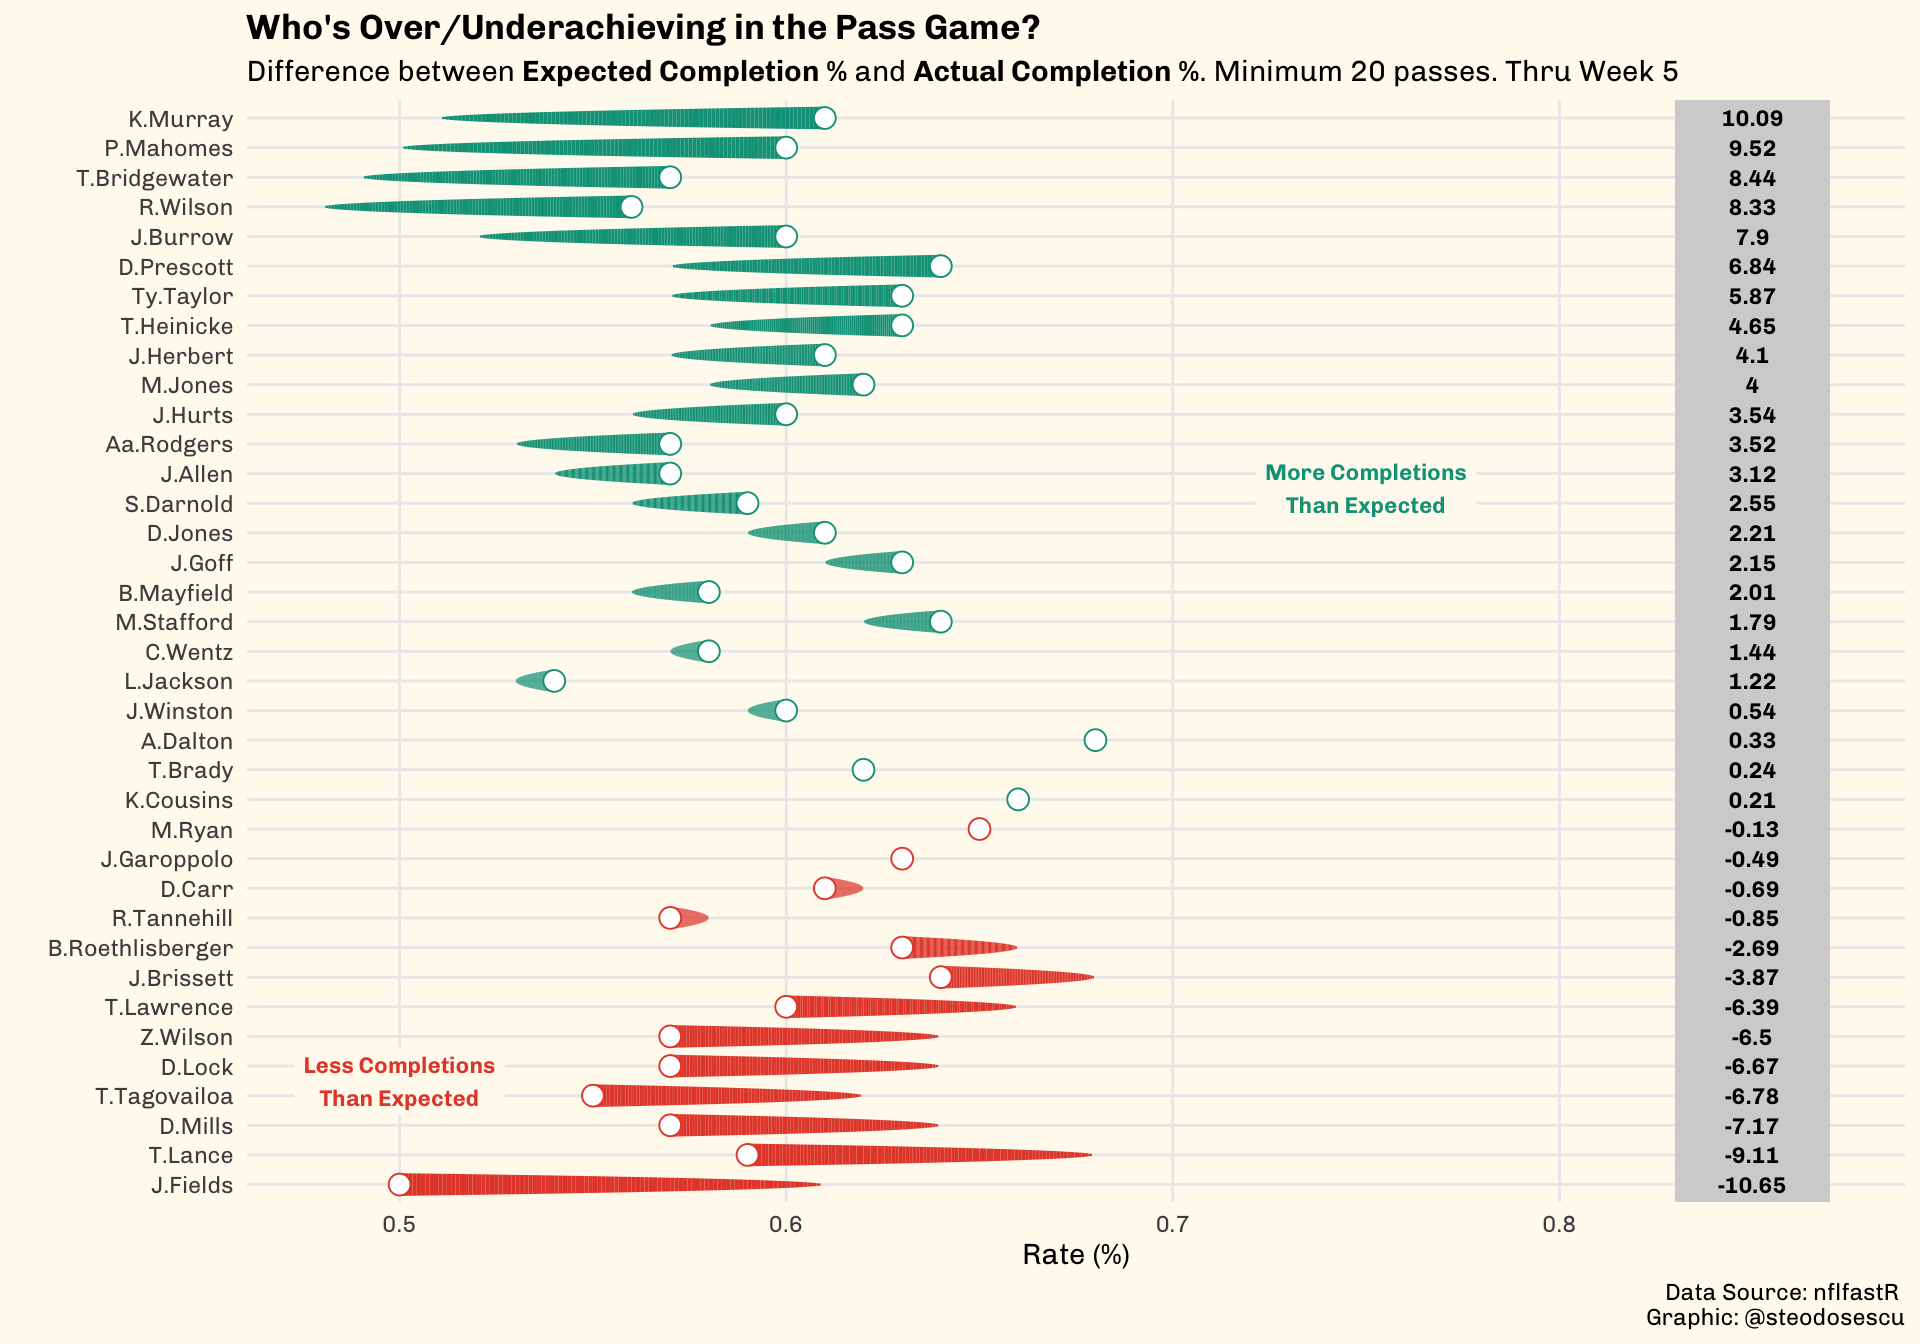 Who's Over/Underachieving in the Pass Game?
Difference between Expected Completion % and Actual Completion %. Minimum 20 passes. Thru Week 5
K.Murray 10.09
P.Mahomes 9.52
T.Bridgewater 8.44
R.Wilson 8.33
J.Burrow 7.9
D.Prescott 6.84
Ty.Taylor 5.87
T.Heinicke 4.65
J.Herbert 4.1
M.Jones 4
J.Hurts 3.54
Aa.Rodgers 3.52
J.Allen More Completions 3.12
S.Darnold Than Expected 2.55
D.Jones 2.21
J.Goff 2.15
B.Mayfield 2.01
M.Stafford 1.79
C.Wentz 1.44
L.Jackson 1.22
J.Winston 0.54
A.Dalton 0.33
T.Brady 0.24
K.Cousins 0.21
M.Ryan -0.13
J.Garoppolo -0.49
D.Carr -0.69
R.Tannehill -0.85
B.Roethlisberger -2.69
J.Brissett -3.87
T.Lawrence -6.39
Z.Wilson -6.5
D.Lock Less Completions -6.67
T.Tagovailoa Than Expected -6.78
D.Mills -7.17
T.Lance -9.11
J.Fields -10.65
0.5 0.6 0.7 0.8
Rate (%)
Data Source: nflfastR
Graphic: @steodosescu